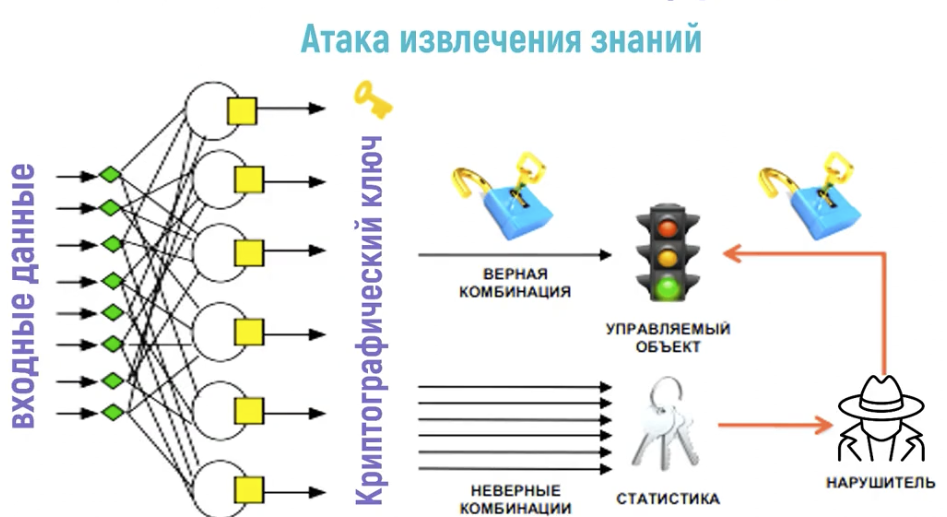 Атака извлечения знаний
входные данные
Криптографический ключ
ВЕРНАЯ
КОМБИНАЦИЯ
УПРАВЛЯЕМЫЙ
ОБЪЕКТ
НЕВЕРНЫЕ
КОМБИНАЦИИ
СТАТИСТИКА
НАРУШИТЕЛЬ